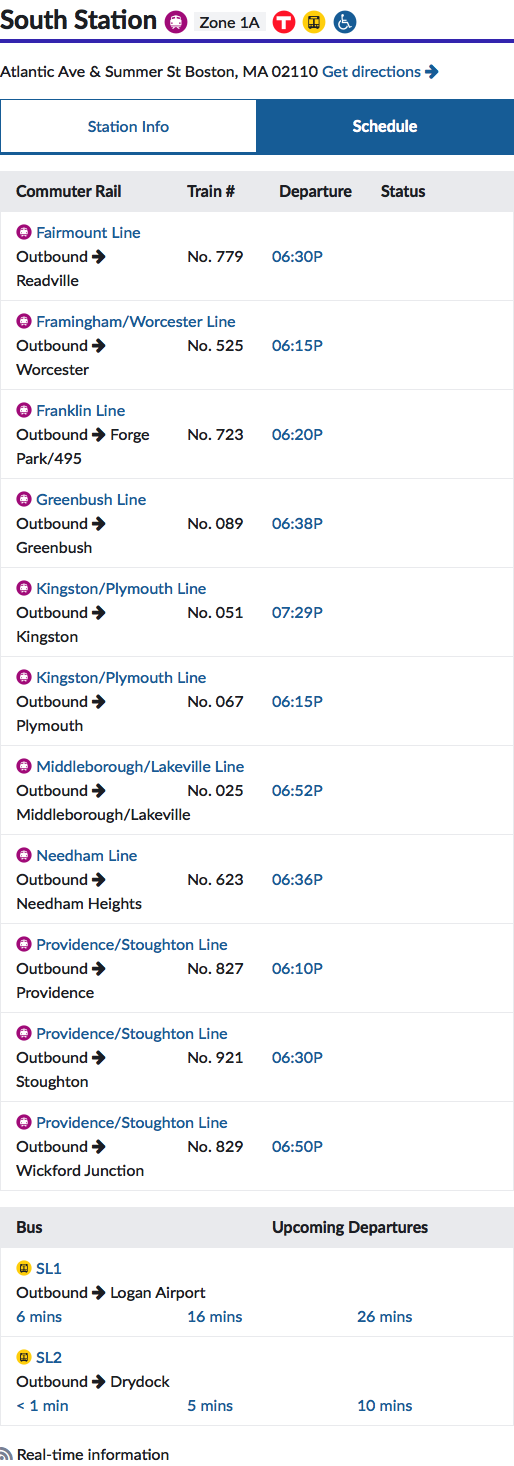 South Station Zone 1A T
Atlantic Ave & Summer St Boston, MA 02110 Get directions
Station Info Schedule
Commuter Rail Train # Departure Status
Fairmount Line
Outbound No. 779 06:30P
Readville
Framingham/Worcester Line
Outbound No. 525 06:15P
Worcester
Franklin Line
Outbound Forge No. 723 06:20P
Park/495
Greenbush Line
Outbound No. 089 06:38P
Greenbush
Kingston/Plymouth Line
Outbound No. 051 07:29P
Kingston
Kingston/Plymouth Line
Outbound No. 067 06:15P
Plymouth
Middleborough/Lakeville Line
Outbound No. 025 06:52P
Middleborough/Lakeville
Needham Line
Outbound No. 623 06:36P
Needham Heights
Providence/Stoughton Line
Outbound No. 827 06:10P
Providence
Providence/Stoughton Line
Outbound No. 921 06:30P
Stoughton
Providence/Stoughton Line
Outbound No. 829 06:50P
Wickford Junction
Bus Upcoming Departures
SL1
Outbound Logan Airport
6 mins 16 mins 26 mins
SL2
Outbound Drydock
< 1 min 5 mins 10 mins
Real-time information